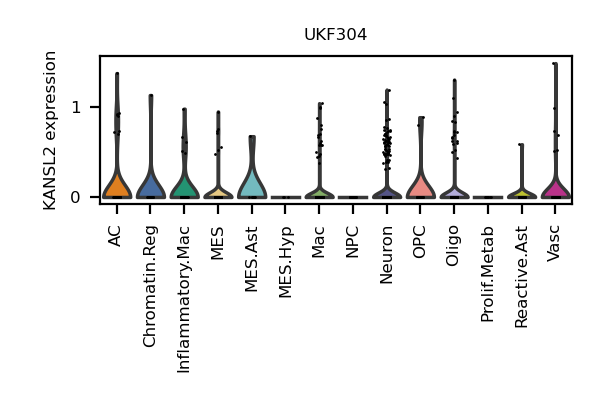 UKF304
KANSL2 expression
1
0
AC
Chromatin.Reg
Inflammatory.Mac
MES
MES.Ast
MES.Hyp
Mac
NPC
Neuron
OPC
Oligo
Prolif.Metab
Reactive.Ast
Vasc